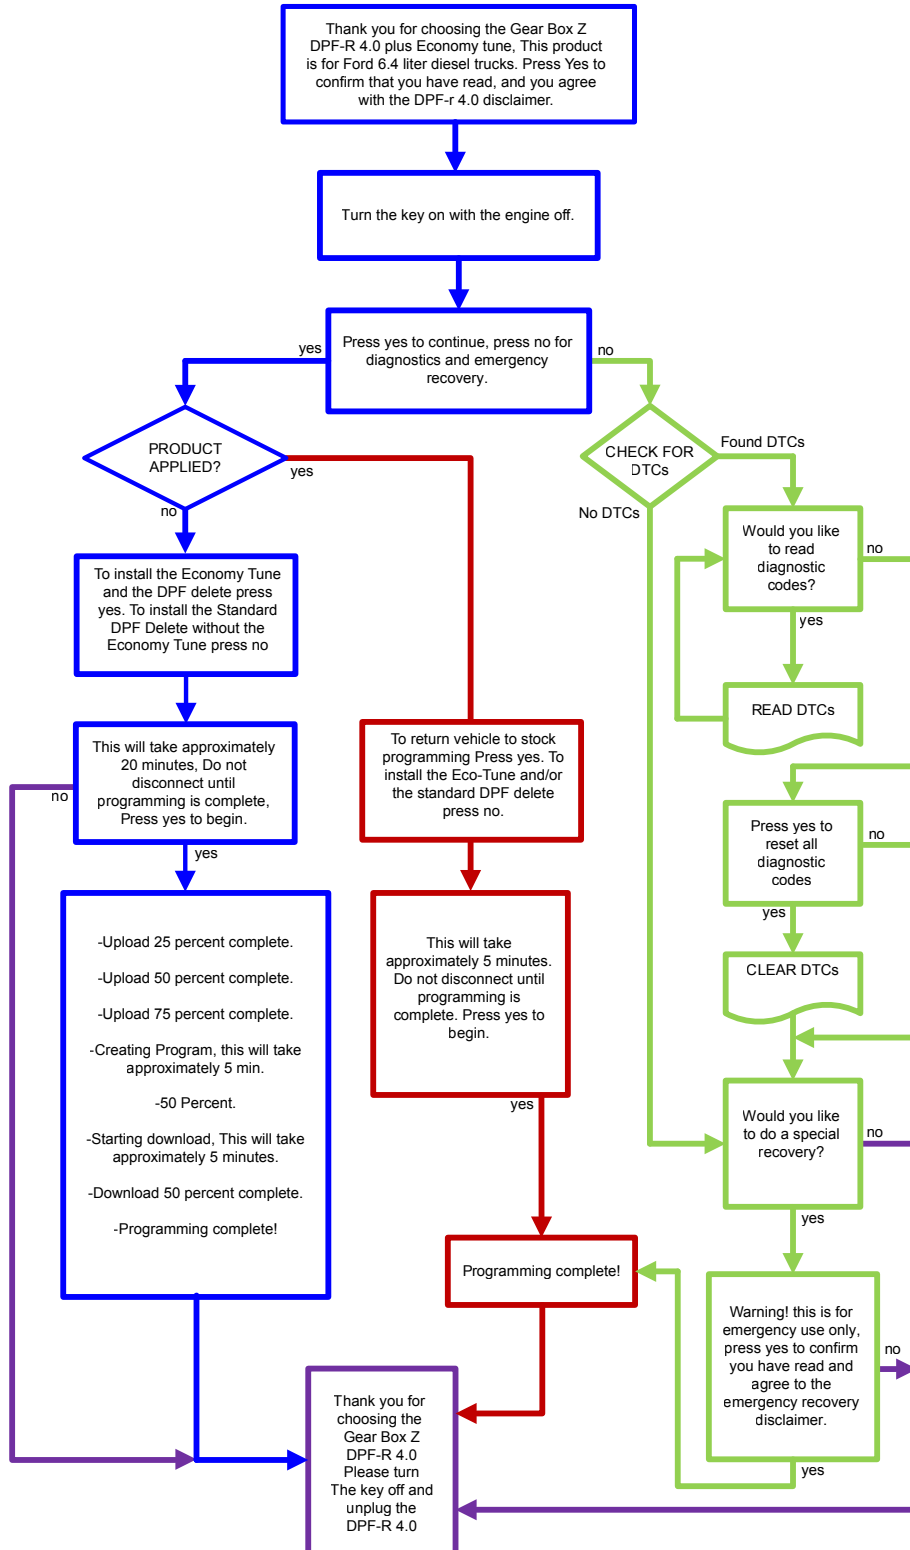 Thank you for choosing the Gear Box Z
DPF-R 4.0 plus Economy tune, This product
is for Ford 6.4 liter diesel trucks. Press Yes to
confirm that you have read, and you agree
with the DPF-r 4.0 disclaimer.
Turn the key on with the engine off.
Press yes to continue, press no for
diagnostics and emergency
recovery.
yes
no
PRODUCT
APPLIED?
yes
no
CHECK FOR
DTCs
Found DTCs
No DTCs
To install the Economy Tune
and the DPF delete press
yes. To install the Standard
DPF Delete without the
Economy Tune press no
Would you like
to read
diagnostic
codes?
no
yes
READ DTCs
This will take approximately
20 minutes, Do not
disconnect until
programming is complete,
Press yes to begin.
no
yes
To return vehicle to stock
programming Press yes. To
install the Eco-Tune and/or
the standard DPF delete
press no.
Press yes to
reset all
diagnostic
codes
no
yes
CLEAR DTCs
-Upload 25 percent complete.
-Upload 50 percent complete.
-Upload 75 percent complete.
-Creating Program, this will take
approximately 5 min.
-50 Percent.
-Starting download, This will take
approximately 5 minutes.
-Download 50 percent complete.
-Programming complete!
This will take
approximately 5 minutes.
Do not disconnect until
programming is
complete. Press yes to
begin.
yes
Would you like
to do a special
recovery?
no
yes
Programming complete!
Warning! this is for
emergency use only,
press yes to confirm
you have read and
agree to the
emergency recovery
disclaimer.
no
yes
Thank you for
choosing the
Gear Box Z
DPF-R 4.0
Please turn
The key off and
unplug the
DPF-R 4.0